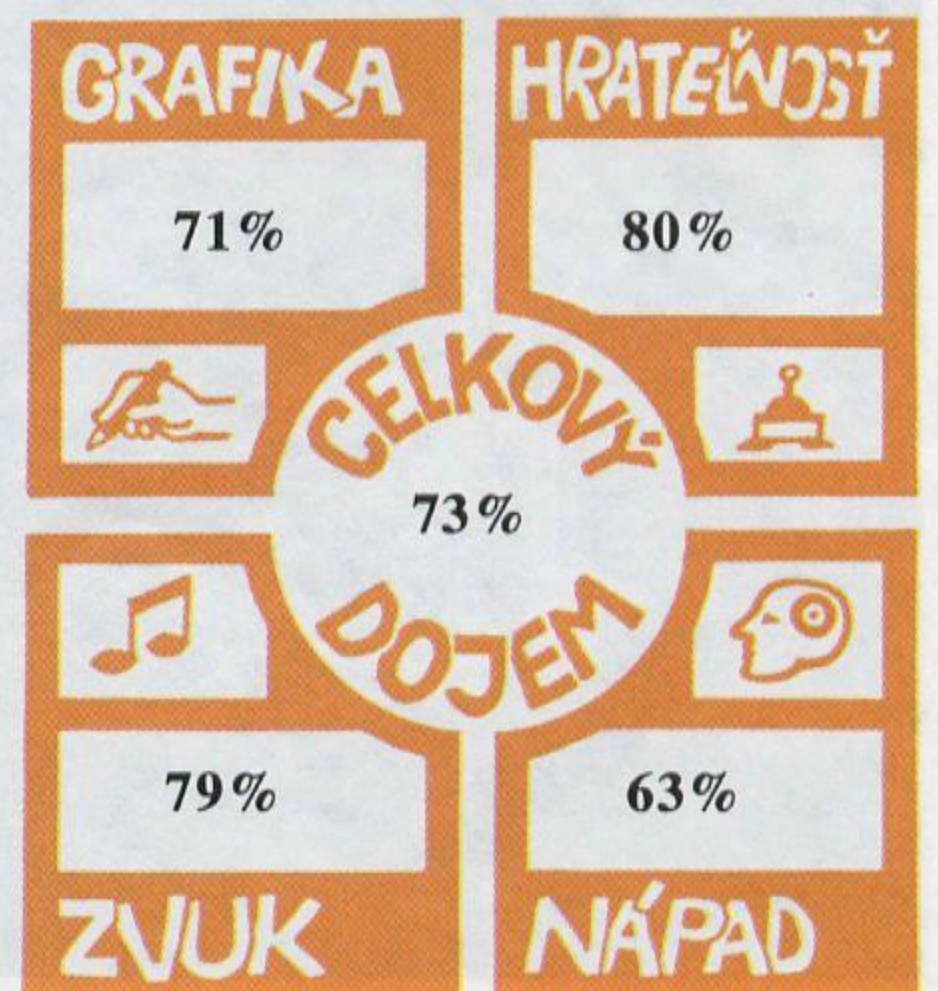 GRAFIKA
71%
HRATEĽNOSŤ
80%
CELKOVÝ
73%
DOJEM
79%
ZVUK
63%
NÁPAD